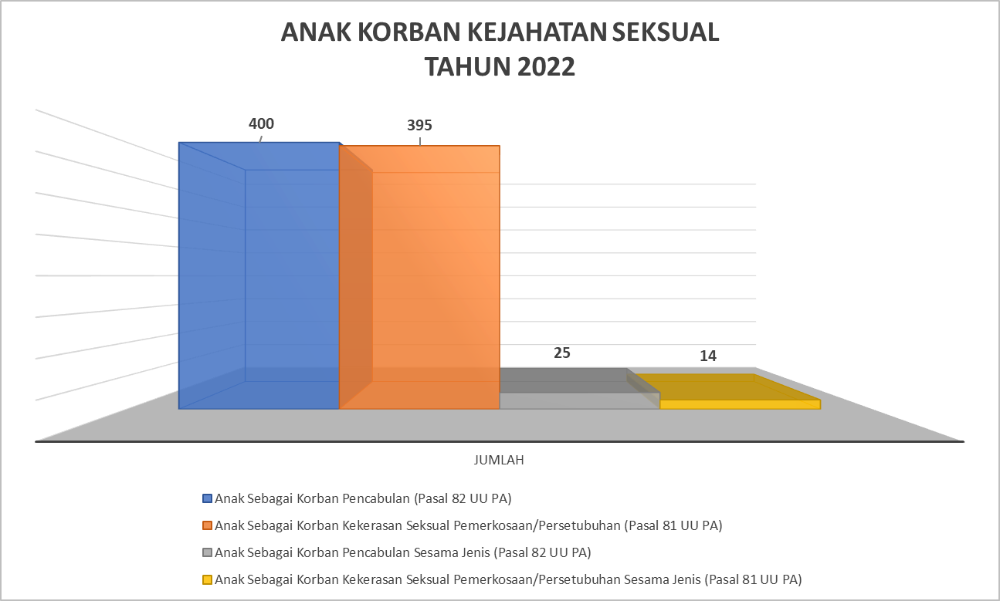 ANAK KORBAN KEJAHATAN SEKSUAL
TAHUN 2022
400
395
25
14
JUMLAH
Anak Sebagai Korban Pencabulan (Pasal 82 UU PA)
Anak Sebagai Korban Kekerasan Seksual Pemerkosaan/Persetubuhan (Pasal 81 UU PA)
Anak Sebagai Korban Pencabulan Sesama Jenis (Pasal 82 UU PA)
Anak Sebagai Korban Kekerasan Seksual Pemerkosaan/Persetubuhan Sesama Jenis (Pasal 81 UU PA)